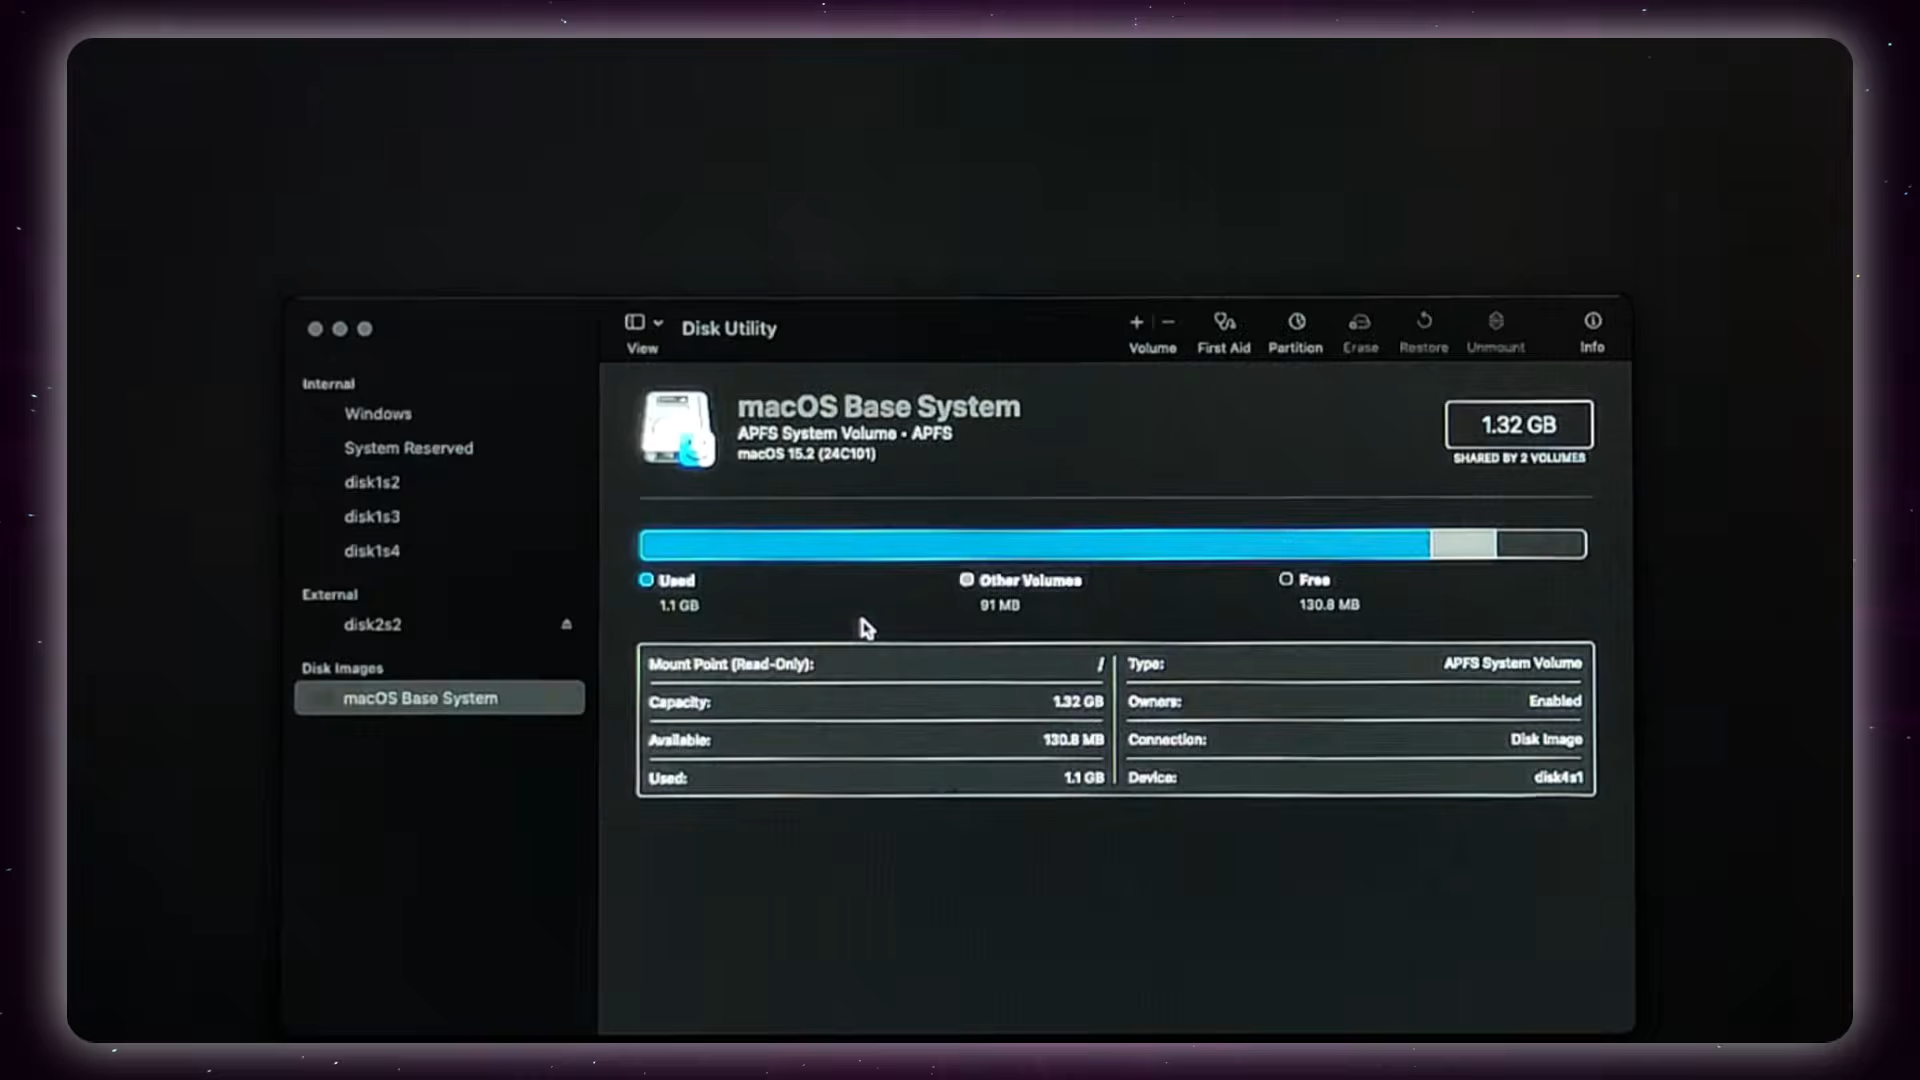 View
Disk Utility
Volume
First Aid
Partition
Erase
Restore
Unmount
Info
Internal
Windows
System Reserved
disk1s2
disk1s3
disk1s4
External
disk2s2
Disk Images
macOS Base System
macOS Base System
APFS System Volume • APFS
macOS 15.2 (24C101)
1.32 GB
SHARED BY 2 VOLUMES
Used
1.1 GB
Other Volumes
91 MB
Free
130.8 MB
Mount Point (Read-Only): /
Capacity: 1.32 GB
Available: 130.8 MB
Used: 1.1 GB
Type: APFS System Volume
Owners: Enabled
Connection: Disk Image
Device: disk4s1